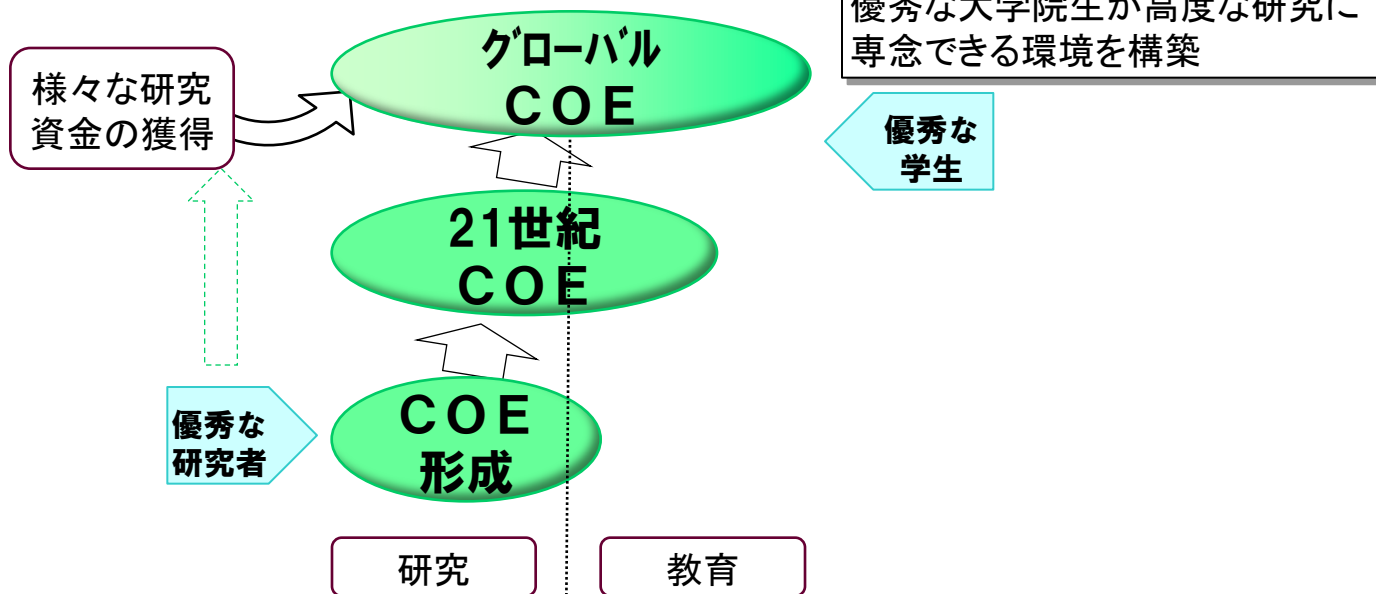 優秀な大学院生が高度な研究に
専念できる環境を構築
グローバル
ＣＯＥ
様々な研究
資金の獲得
優秀な
学生
21世紀
ＣＯＥ
優秀な
研究者
ＣＯＥ
形成
研究
教育